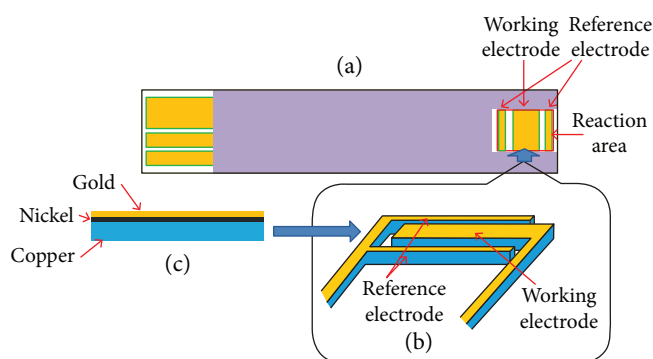 Working
electrode
Reference
electrode
(a)
Reaction
area
Gold
Nickel
Copper
(c)
Reference
electrode
Working
electrode
(b)